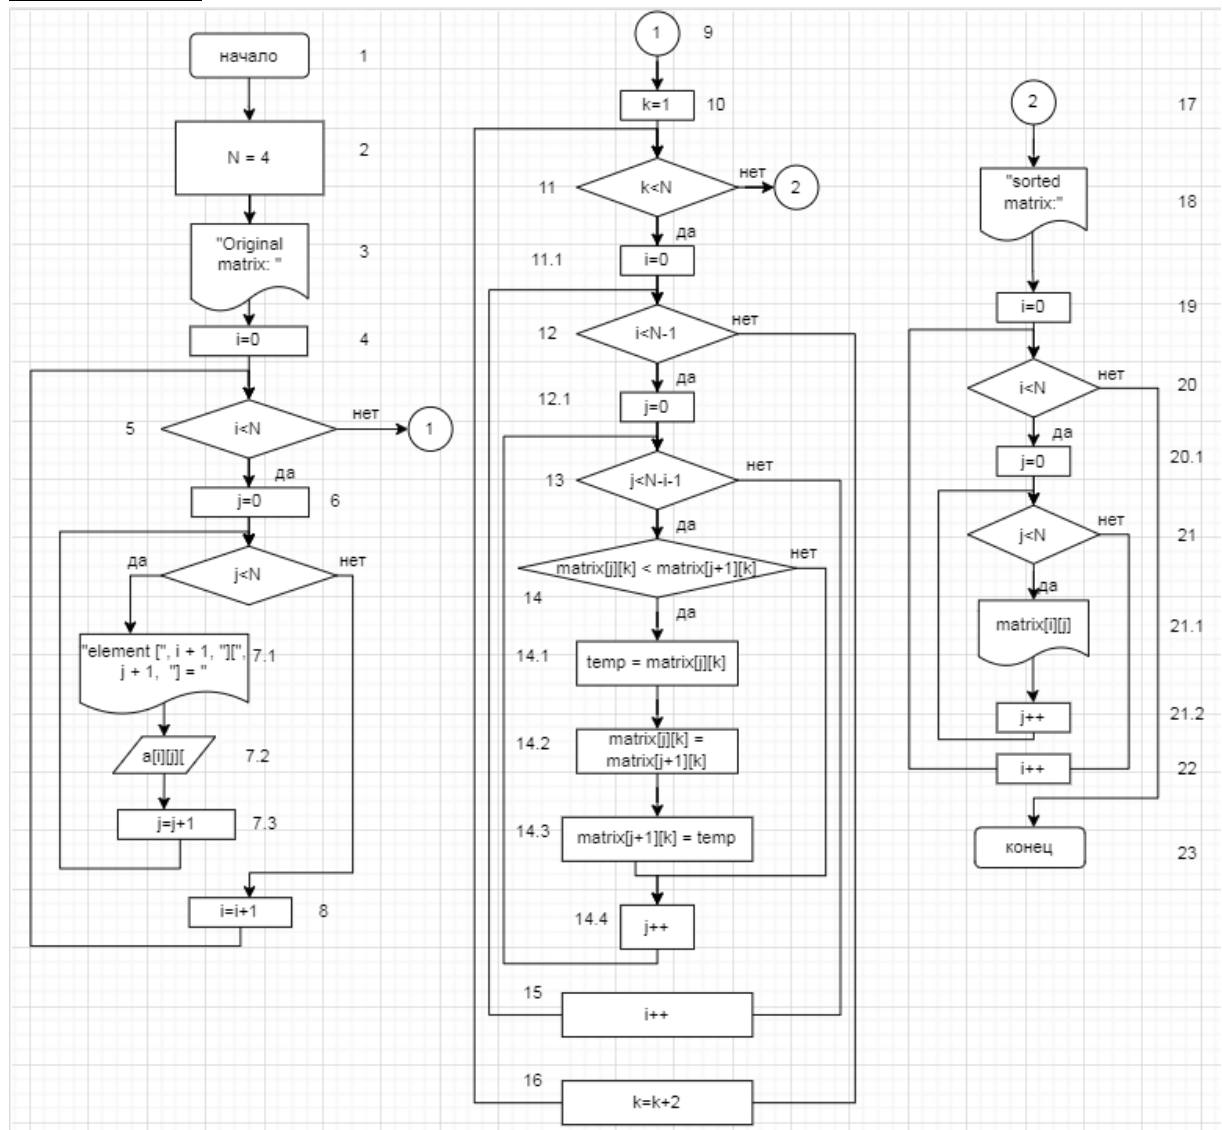 начало
1
N = 4
2
"Original
matrix: "
3
i=0
4
5
i<N
нет
1
да
j=0
6
да
j<N
нет
"element [", i + 1, "][",
j + 1, "] = "
7.1
a[i][j][
7.2
j=j+1
7.3
i=i+1
8
1
9
k=1
10
11
k<N
нет
2
да
11.1
i=0
12
i<N-1
нет
да
12.1
j=0
13
j<N-i-1
нет
да
matrix[j][k] < matrix[j+1][k]
нет
14
да
14.1
temp = matrix[j][k]
14.2
matrix[j][k] =
matrix[j+1][k]
14.3
matrix[j+1][k] = temp
14.4
j++
15
i++
16
k=k+2
2
17
"sorted
matrix:"
18
i=0
19
i<N
нет
20
да
j=0
20.1
j<N
нет
21
да
matrix[i][j]
21.1
j++
21.2
i++
22
конец
23